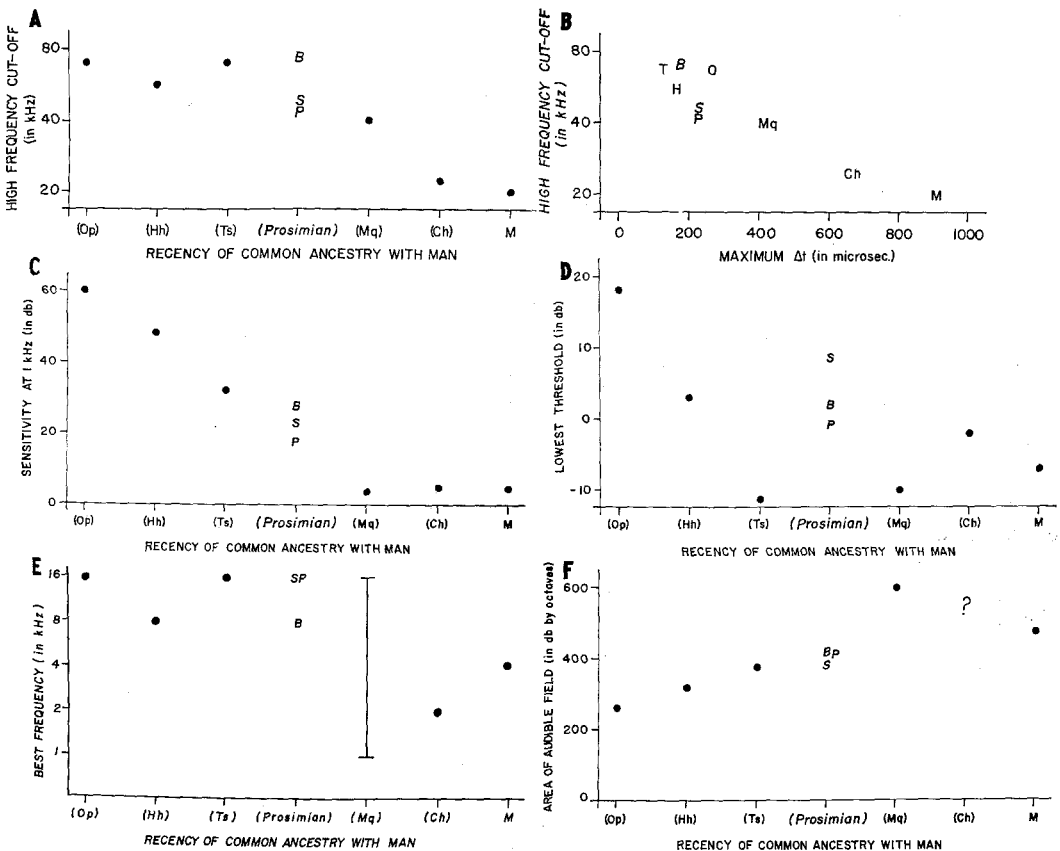 A
HIGH FREQUENCY CUT-OFF
(in kHz)
80
40
20
B
S
P
(Op) (Hh) (Ts) (Prosimian) (Mq) (Ch) M
RECENCY OF COMMON ANCESTRY WITH MAN
B
HIGH FREQUENCY CUT-OFF
(in kHz)
80
40
20
T B O
H
S
P
Mq
Ch
M
0 200 400 600 800 1000
MAXIMUM Δt (in microsec.)
C
SENSITIVITY AT 1 kHz (in db)
60
40
20
0
B
S
P
(Op) (Hh) (Ts) (Prosimian) (Mq) (Ch) M
RECENCY OF COMMON ANCESTRY WITH MAN
D
LOWEST THRESHOLD (in db)
20
10
0
-10
S
B
P
(Op) (Hh) (Ts) (Prosimian) (Mq) (Ch) M
RECENCY OF COMMON ANCESTRY WITH MAN
E
BEST FREQUENCY (in kHz)
16
8
4
2
1
SP
B
(Op) (Hh) (Ts) (Prosimian) (Mq) (Ch) M
RECENCY OF COMMON ANCESTRY WITH MAN
F
AREA OF AUDIBLE FIELD (in db by octaves)
600
400
200
0
BP
S
?
(Op) (Hh) (Ts) (Prosimian) (Mq) (Ch) M
RECENCY OF COMMON ANCESTRY WITH MAN